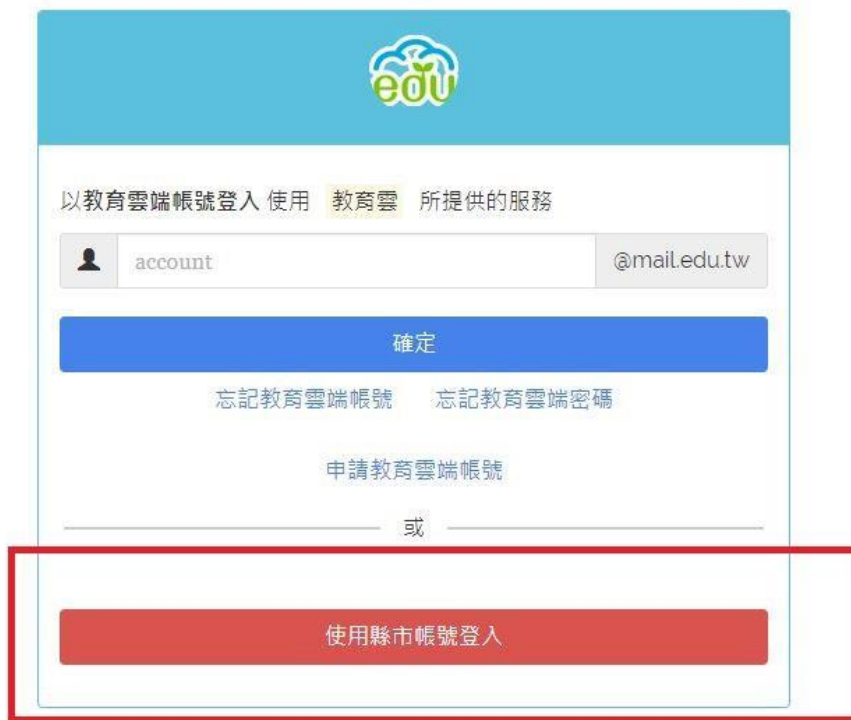 edu
以教育雲端帳號登入 使用 教育雲 所提供的服務
account @mail.edu.tw
確定
忘記教育雲端帳號 忘記教育雲端密碼
申請教育雲端帳號
或
使用縣市帳號登入